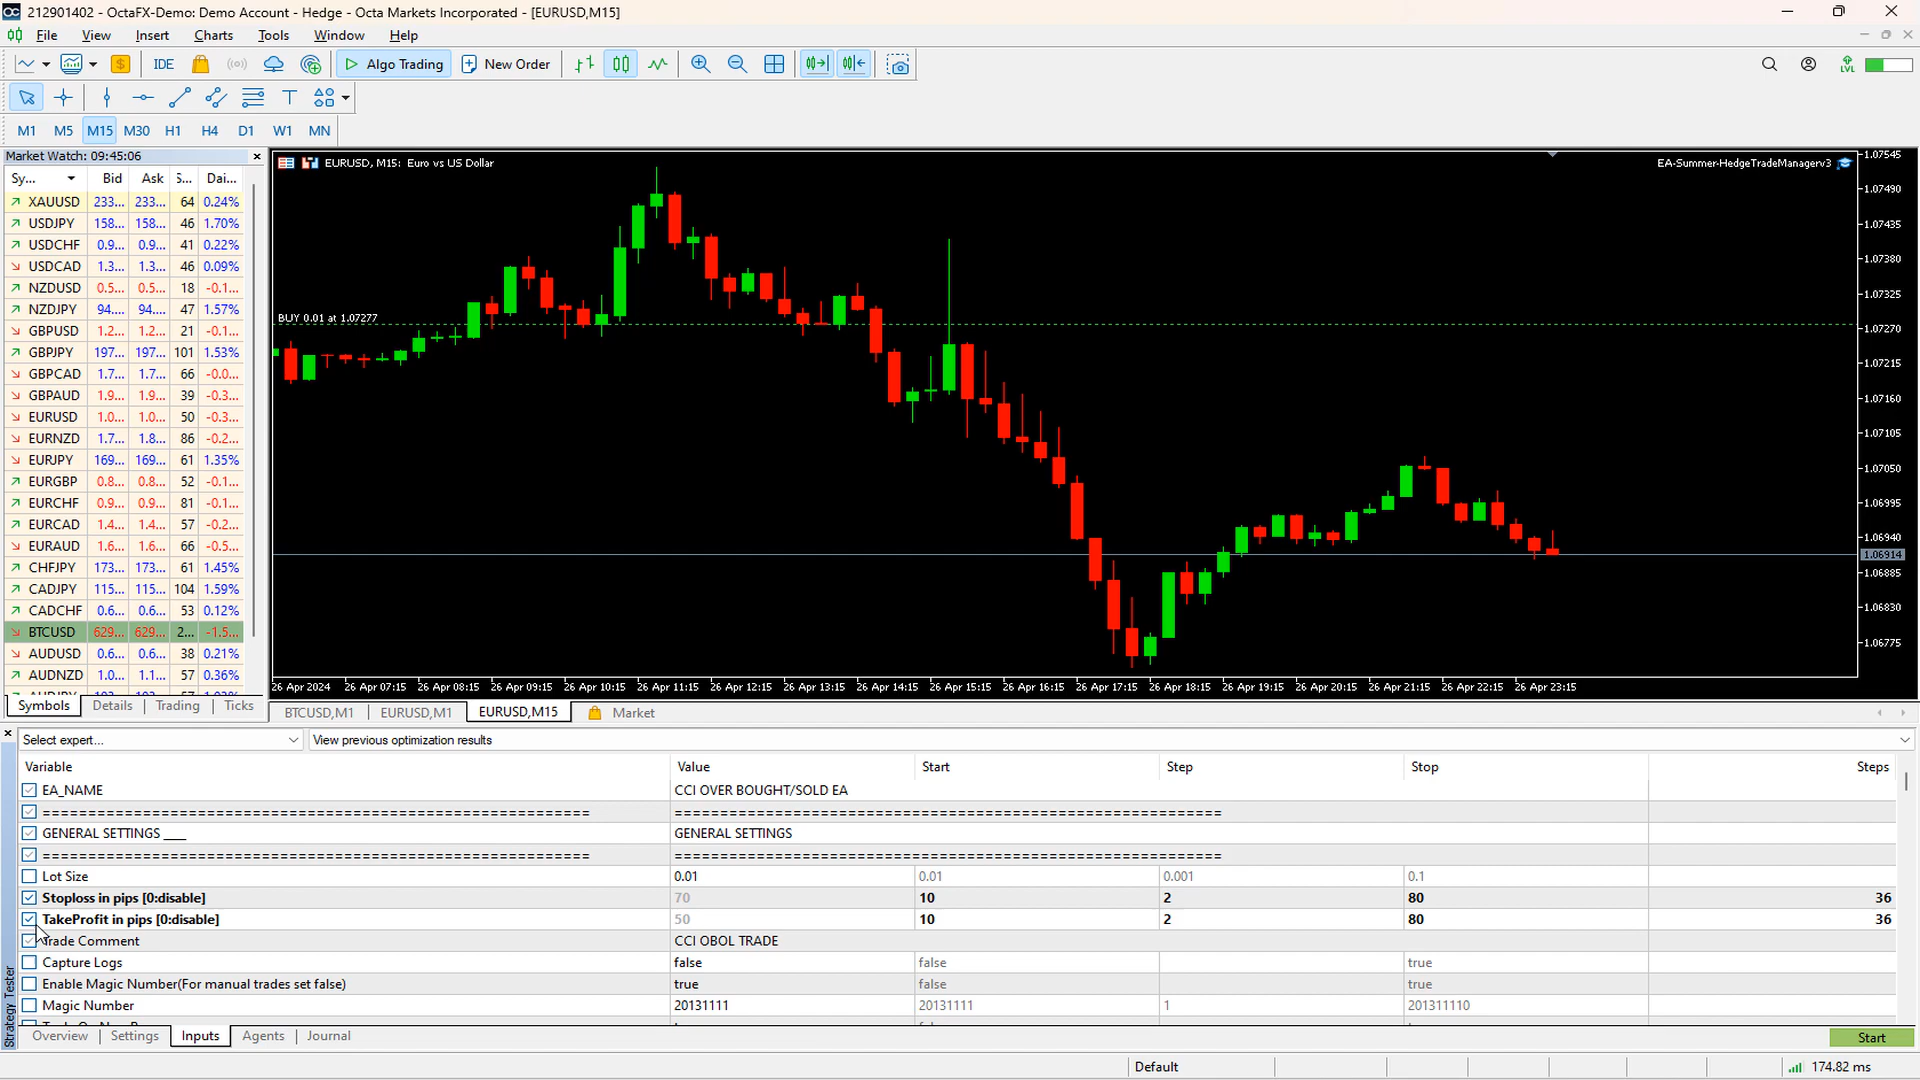 212901402 - OctaFX-Demo: Demo Account - Hedge - Octa Markets Incorporated - [EURUSD,M15]
File View Insert Charts Tools Window Help
IDE Algo Trading New Order
LVL
M1 M5 M15 M30 H1 H4 D1 W1 MN
Market Watch: 09:45:06
Sy... Bid Ask S... Dai...
XAUUSD 233... 233... 64 0.24%
USDJPY 158... 158... 46 1.70%
USDCHF 0.9... 0.9... 41 0.22%
USDCAD 1.3... 1.3... 46 0.09%
NZDUSD 0.5... 0.5... 18 -0.1...
NZDJPY 94.... 94.... 47 1.57%
GBPUSD 1.2... 1.2... 21 -0.1...
GBPJPY 197... 197... 101 1.53%
GBPCAD 1.7... 1.7... 66 -0.0...
GBPAUD 1.9... 1.9... 39 -0.3...
EURUSD 1.0... 1.0... 50 -0.3...
EURNZD 1.7... 1.8... 86 -0.2...
EURJPY 169... 169... 61 1.35%
EURGBP 0.8... 0.8... 52 -0.1...
EURCHF 0.9... 0.9... 81 -0.1...
EURCAD 1.4... 1.4... 57 -0.2...
EURAUD 1.6... 1.6... 66 -0.5...
CHFJPY 173... 173... 61 1.45%
CADJPY 115... 115... 104 1.59%
CADCHF 0.6... 0.6... 53 0.12%
BTCUSD 629... 629... 2... -1.5...
AUDUSD 0.6... 0.6... 38 0.21%
AUDNZD 1.0... 1.1... 57 0.36%
Symbols Details Trading Ticks
EURUSD, M15: Euro vs US Dollar
EA-Summer-HedgeTradeManagerv3
BUY 0.01 at 1.07277
1.07545
1.07490
1.07435
1.07380
1.07325
1.07270
1.07215
1.07160
1.07105
1.07050
1.06995
1.06940
1.06914
1.06885
1.06830
1.06775
26 Apr 2024 26 Apr 07:15 26 Apr 08:15 26 Apr 09:15 26 Apr 10:15 26 Apr 11:15 26 Apr 12:15 26 Apr 13:15 26 Apr 14:15 26 Apr 15:15 26 Apr 16:15 26 Apr 17:15 26 Apr 18:15 26 Apr 19:15 26 Apr 20:15 26 Apr 21:15 26 Apr 22:15 26 Apr 23:15
BTCUSD,M1 EURUSD,M1 EURUSD,M15 Market
Select expert... View previous optimization results
Variable Value Start Step Stop Steps
EA_NAME CCI OVER BOUGHT/SOLD EA
============================================================ ============================================================
GENERAL SETTINGS ___ GENERAL SETTINGS
============================================================ ============================================================
Lot Size 0.01 0.01 0.001 0.1
Stoploss in pips [0:disable] 70 10 2 80 36
TakeProfit in pips [0:disable] 50 10 2 80 36
Trade Comment CCI OBOL TRADE
Capture Logs false false true
Enable Magic Number(For manual trades set false) true false true
Magic Number 20131111 20131111 1 201311110
Strategy Tester
Overview Settings Inputs Agents Journal Start
Default 174.82 ms